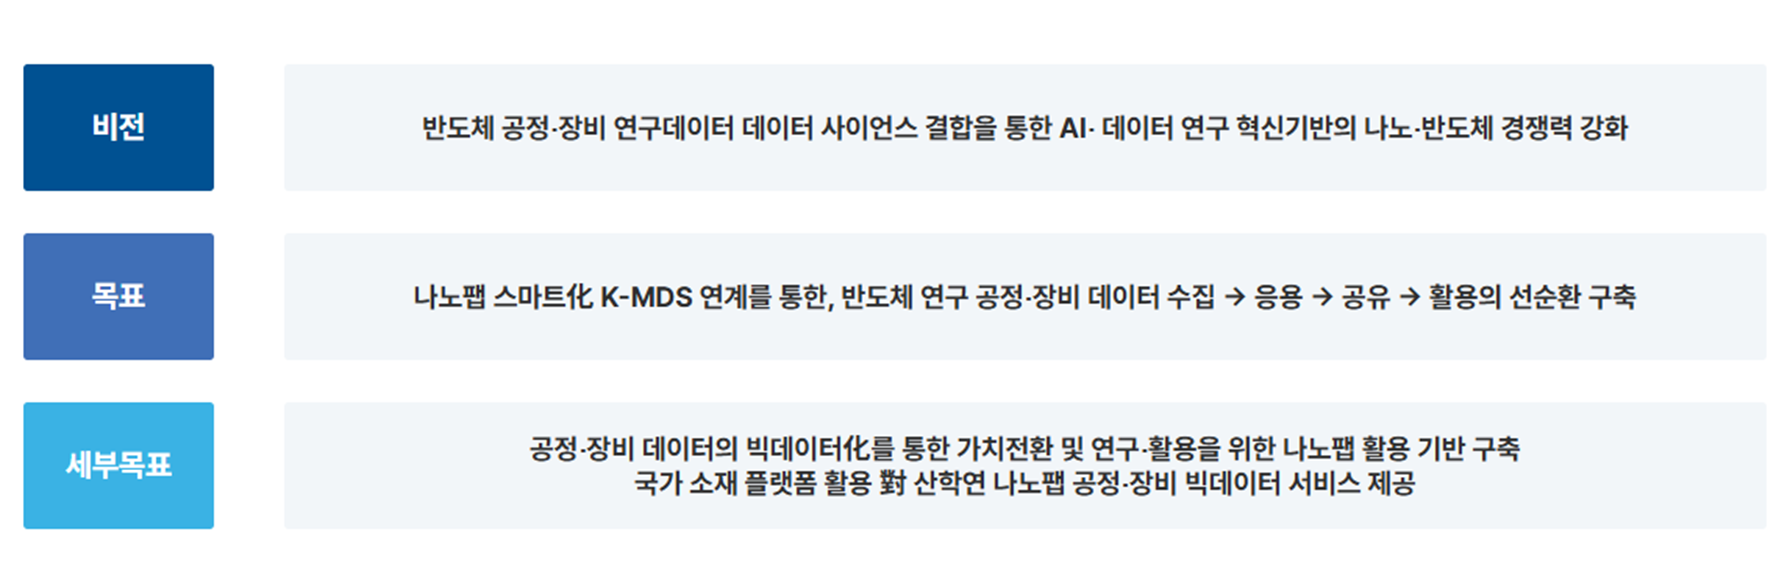 비전
반도체 공정·장비 연구데이터 데이터 사이언스 결합을 통한 AI· 데이터 연구 혁신기반의 나노·반도체 경쟁력 강화
목표
나노팹 스마트化 K-MDS 연계를 통한, 반도체 연구 공정·장비 데이터 수집 → 응용 → 공유 → 활용의 선순환 구축
세부목표
공정·장비 데이터의 빅데이터化를 통한 가치전환 및 연구·활용을 위한 나노팹 활용 기반 구축
국가 소재 플랫폼 활용 對 산학연 나노팹 공정·장비 빅데이터 서비스 제공